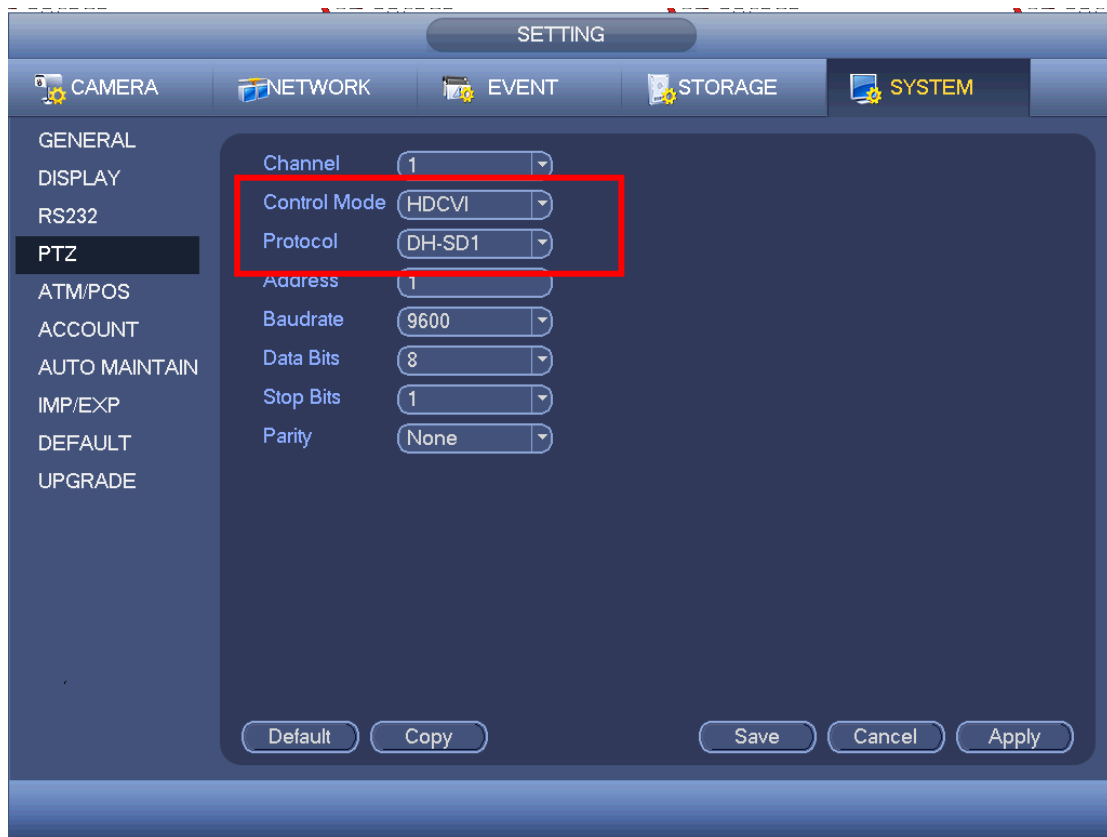 SETTING
CAMERA NETWORK EVENT STORAGE SYSTEM
GENERAL
DISPLAY
RS232
PTZ
ATM/POS
ACCOUNT
AUTO MAINTAIN
IMP/EXP
DEFAULT
UPGRADE
Channel 1
Control Mode HDCVI
Protocol DH-SD1
Address 1
Baudrate 9600
Data Bits 8
Stop Bits 1
Parity None
Default Copy Save Cancel Apply